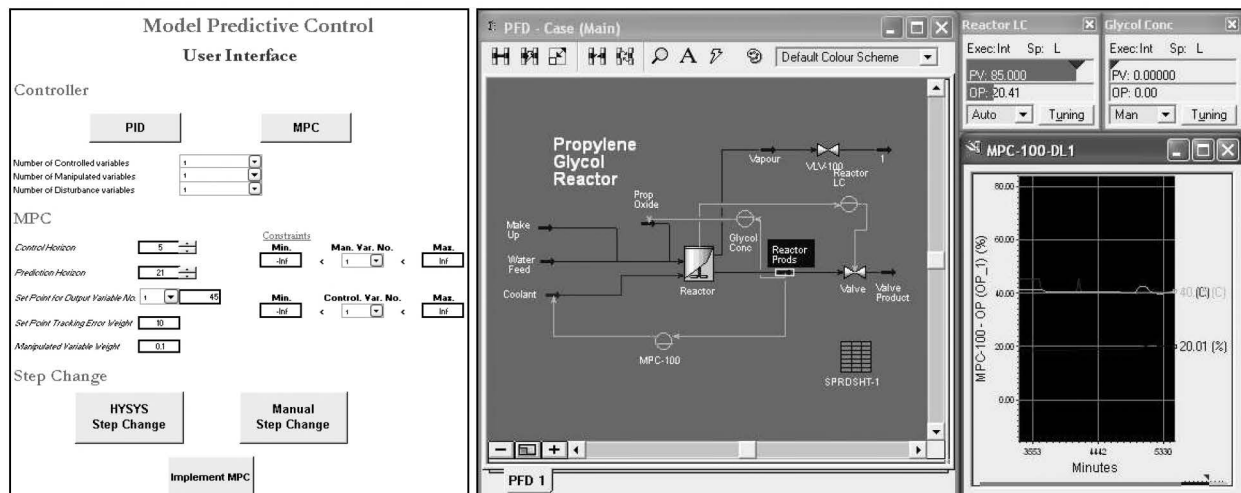 Model Predictive Control
User Interface
Controller
PID
MPC
Number of Controlled variables 1
Number of Manipulated variables 1
Number of Disturbance variables 1
MPC
Control Horizon 5
Prediction Horizon 21
Set Point for Output Variable No. 1 45
Set Point Tracking Error Weight 10
Manipulated Variable Weight 0.1
Constraints
Min. Man. Var. No. Max.
-Inf < 1 < Inf
Min. Control. Var. No. Max.
-Inf < 1 < Inf
Step Change
HYSYS
Step Change
Manual
Step Change
Implement MPC
PFD - Case (Main)
A
Default Colour Scheme
Propylene
Glycol
Reactor
Vapour
VLV-100
1
Reactor
LC
Prop
Oxide
Make
Up
Glycol
Conc
Water
Feed
Reactor
Prods
Coolant
Reactor
Valve
Valve
Product
MPC-100
SPRDSHT-1
PFD 1
Reactor LC
Exec: Int Sp: L
PV: 85.000
OP: 20.41
Auto
Tuning
Glycol Conc
Exec: Int Sp: L
PV: 0.00000
OP: 0.00
Man
Tuning
MPC-100-DL1
MPC-100 - OP (OP_1) (%)
80.00
60.00
40.00
20.00
0.00
(C)
20.01 (%)
3553
4442
5330
Minutes